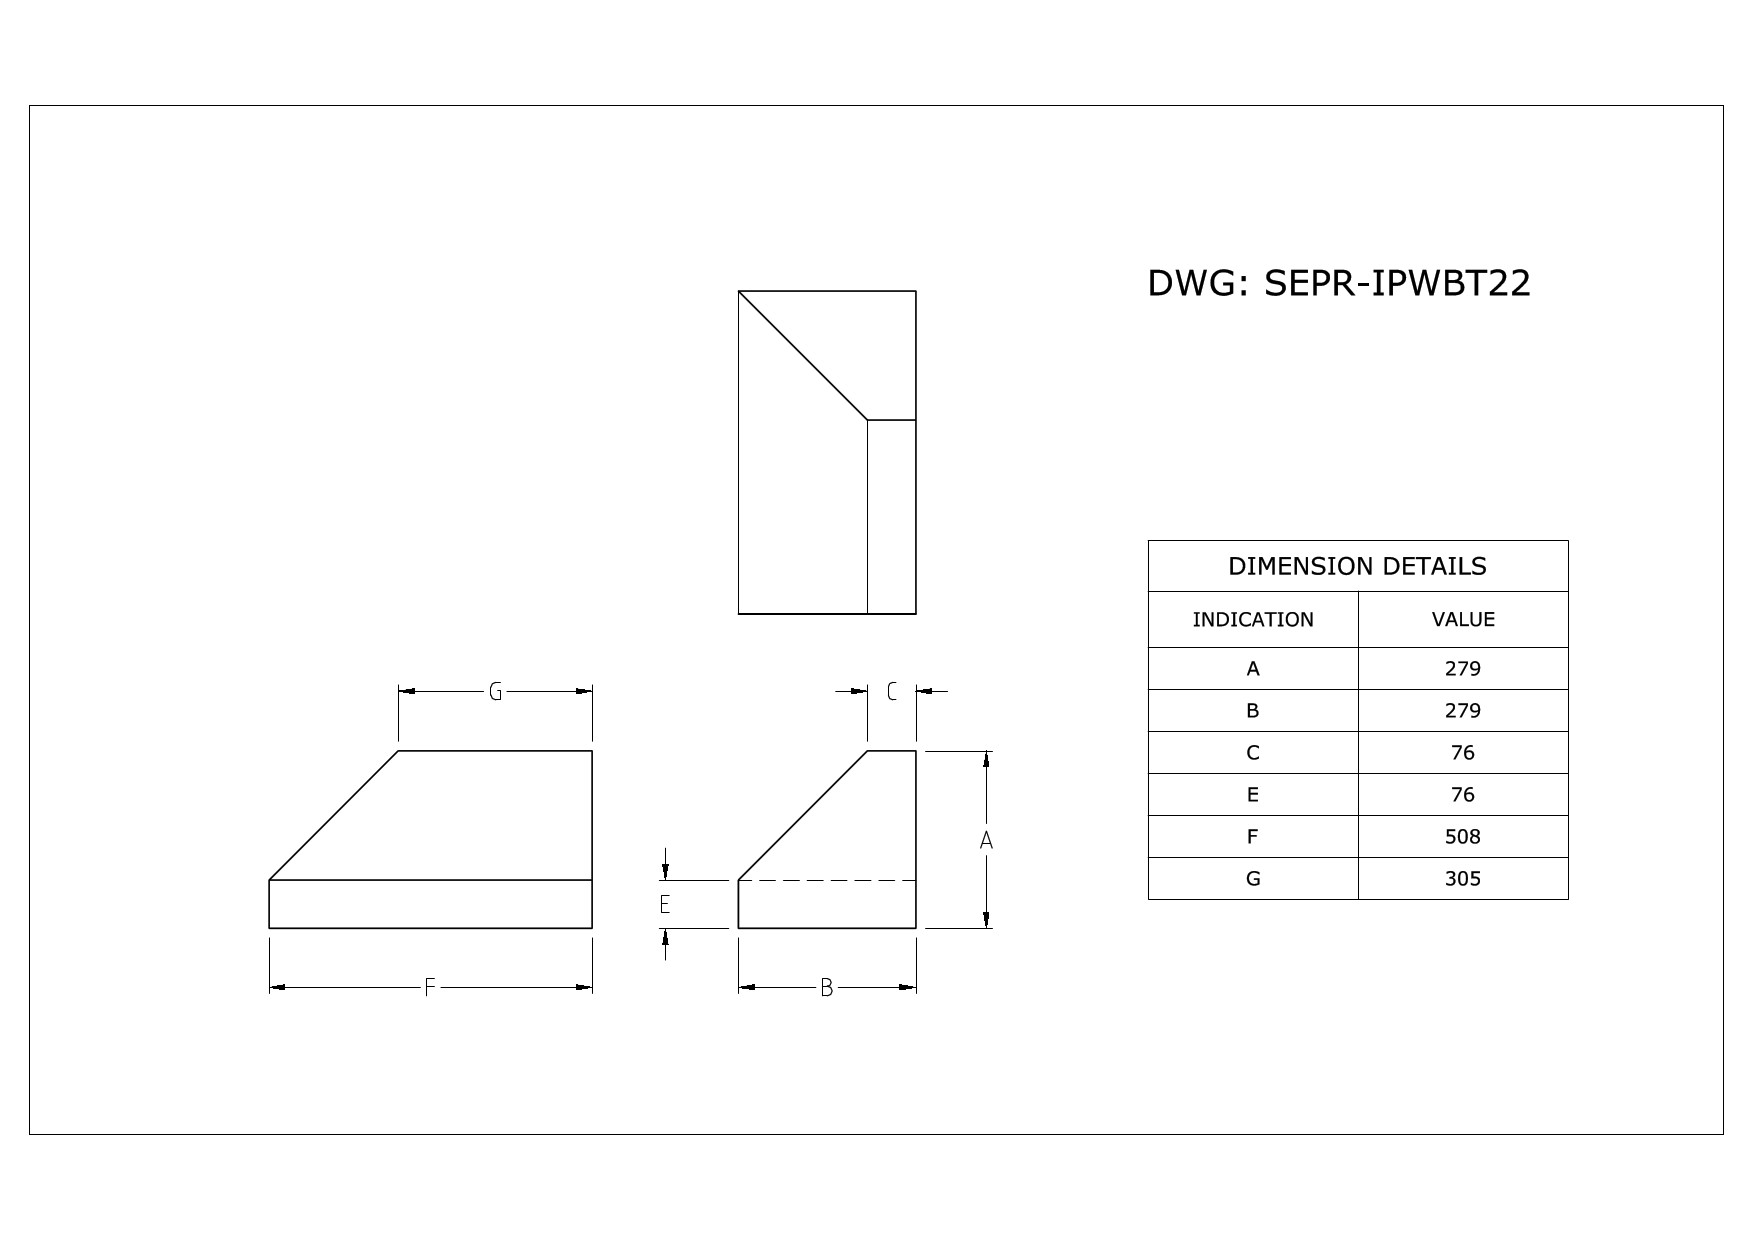 DWG: SEPR-IPWBT22
DIMENSION DETAILS
INDICATION VALUE
A 279
B 279
C 76
E 76
F 508
G 305
G
C
A
E
F
B